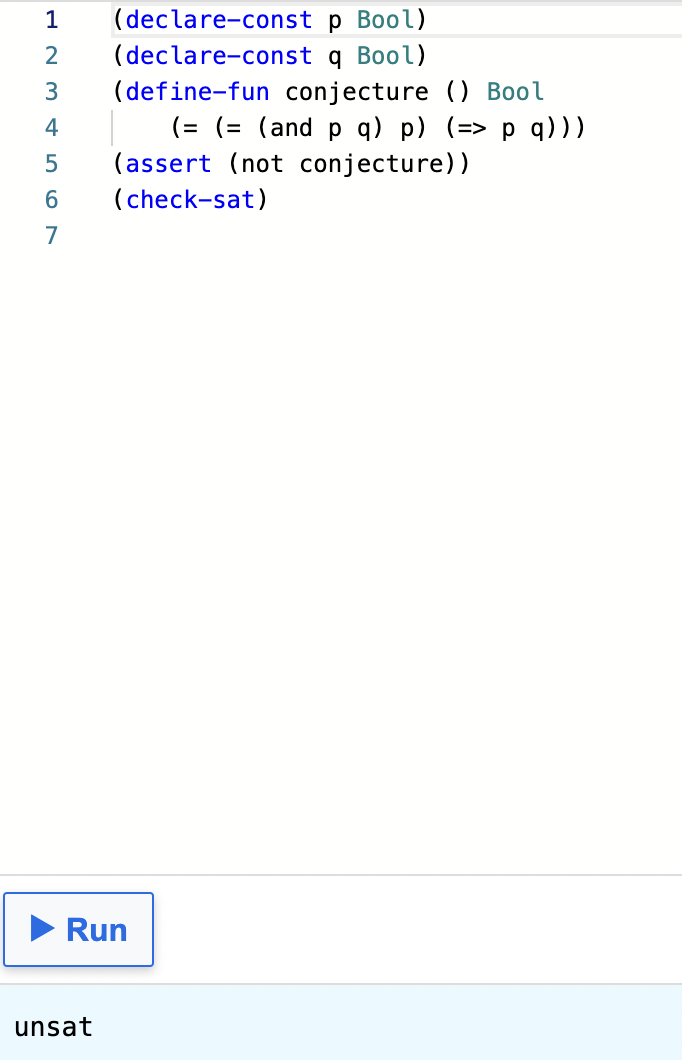 1 (declare-const p Bool)
2 (declare-const q Bool)
3 (define-fun conjecture () Bool
4     (= (= (and p q) p) (=> p q)))
5 (assert (not conjecture))
6 (check-sat)
7
Run
unsat